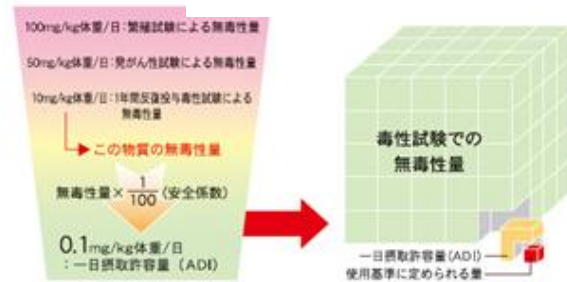 100mg/kg体重/日:繁殖試験による無毒性量
50mg/kg体重/日:発がん性試験による無毒性量
10mg/kg体重/日:1年間反復投与毒性試験による
無毒性量
この物質の無毒性量
無毒性量×1/100(安全係数)
0.1mg/kg体重/日
:一日摂取許容量(ADI)
毒性試験での
無毒性量
一日摂取許容量(ADI)
使用基準に定められる量